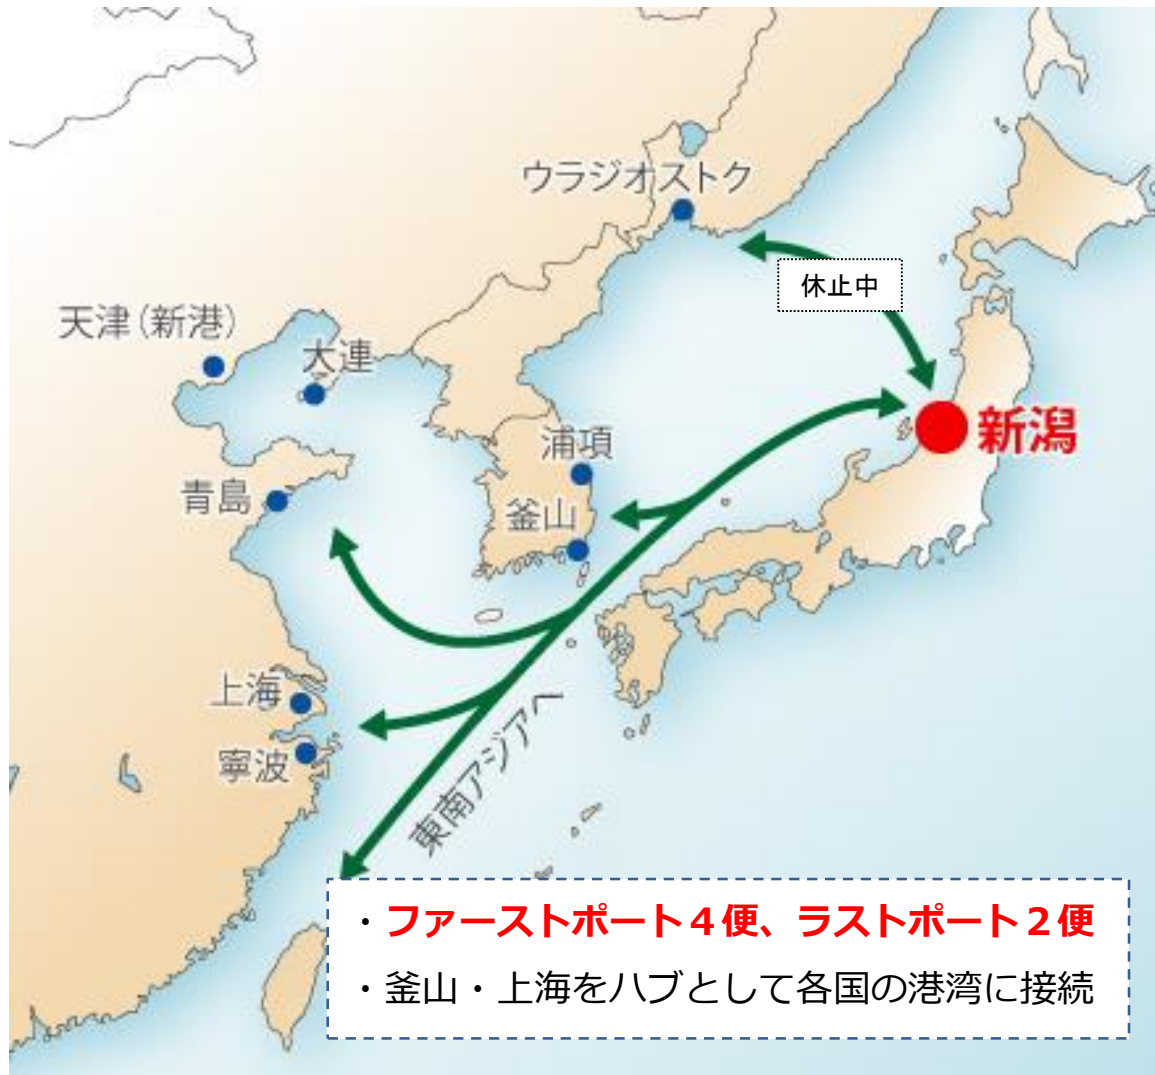 ウラジオストク
休止中
天津（新港）
大連
新潟
浦項
青島
釜山
上海
寧波
東南アジアへ
・ファーストポート４便、ラストポート２便
・釜山・上海をハブとして各国の港湾に接続